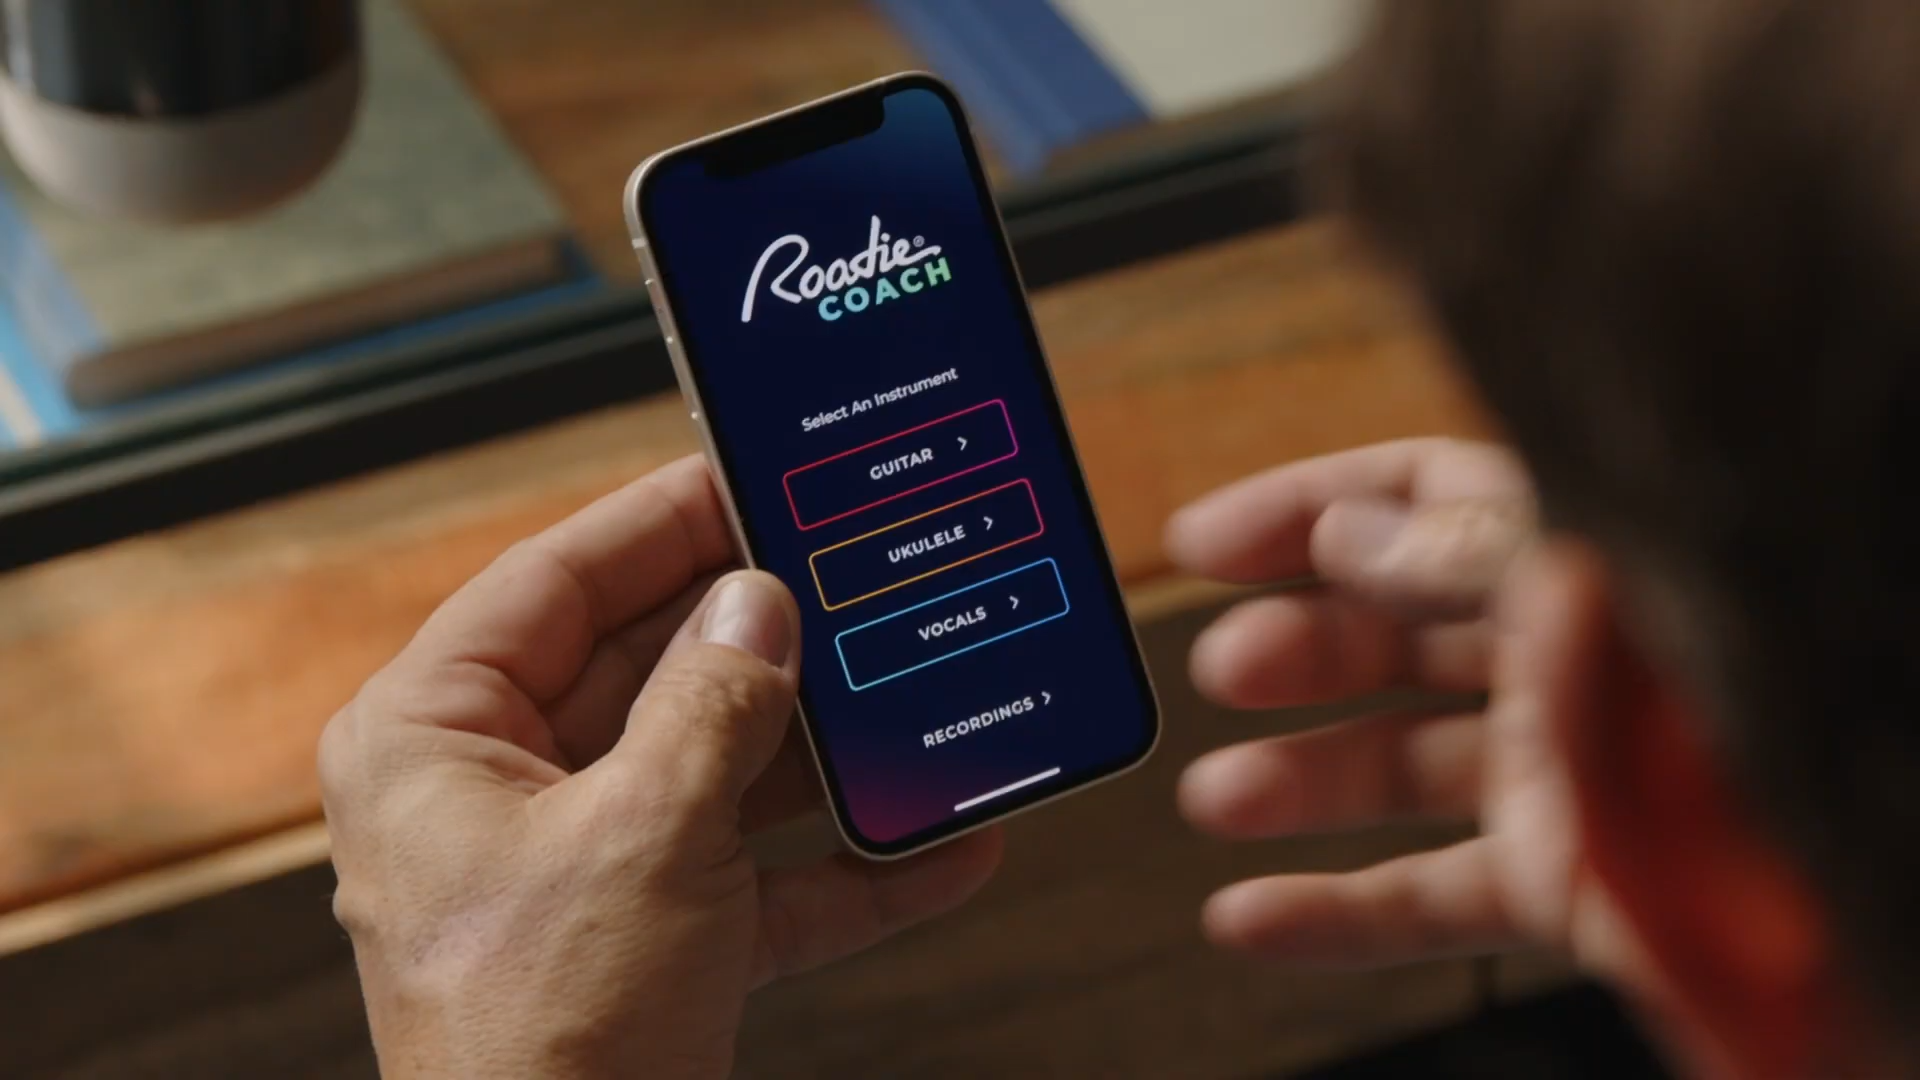 Roadie®
COACH
Select An Instrument
GUITAR >
UKULELE >
VOCALS >
RECORDINGS >